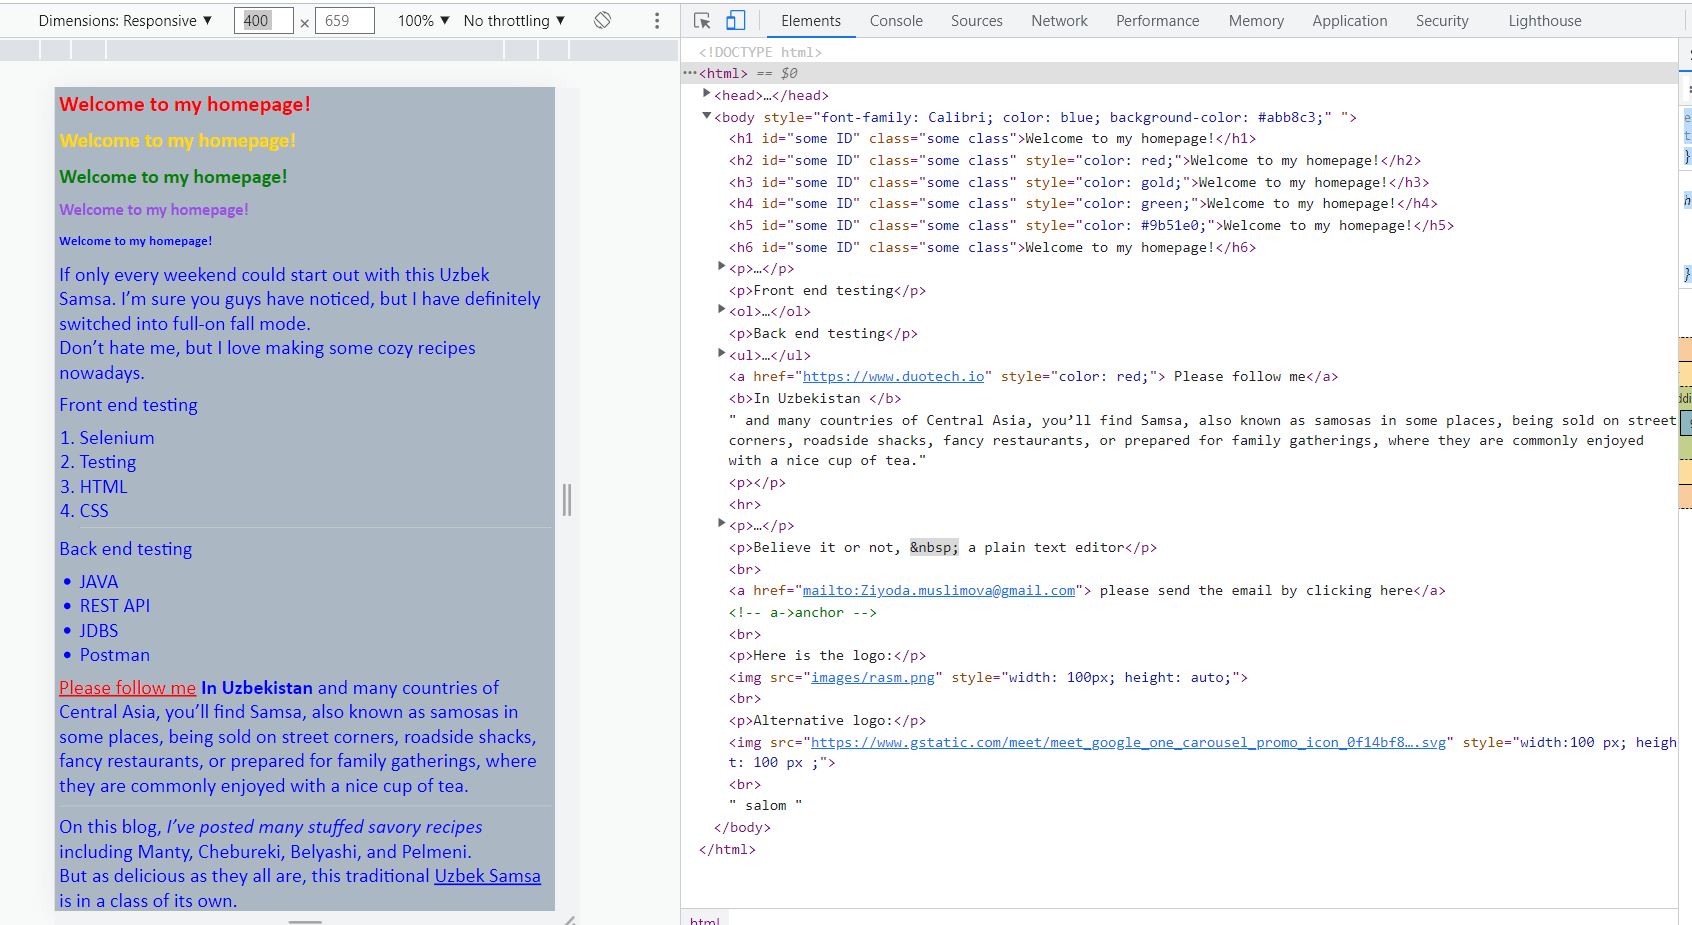 Dimensions: Responsive ▼ 400 × 659 100% ▼ No throttling ▼
Elements Console Sources Network Performance Memory Application Security Lighthouse
Welcome to my homepage!
Welcome to my homepage!
Welcome to my homepage!
Welcome to my homepage!
Welcome to my homepage!
If only every weekend could start out with this Uzbek
Samsa. I’m sure you guys have noticed, but I have definitely
switched into full-on fall mode.
Don’t hate me, but I love making some cozy recipes
nowadays.
Front end testing
1. Selenium
2. Testing
3. HTML
4. CSS
Back end testing
• JAVA
• REST API
• JDBS
• Postman
Please follow me In Uzbekistan and many countries of
Central Asia, you’ll find Samsa, also known as samosas in
some places, being sold on street corners, roadside shacks,
fancy restaurants, or prepared for family gatherings, where
they are commonly enjoyed with a nice cup of tea.
On this blog, I’ve posted many stuffed savory recipes
including Manty, Chebureki, Belyashi, and Pelmeni.
But as delicious as they all are, this traditional Uzbek Samsa
is in a class of its own.
<!DOCTYPE html>
<html> == $0
<head>…</head>
<body style="font-family: Calibri; color: blue; background-color: #abb8c3;" ">
<h1 id="some ID" class="some class">Welcome to my homepage!</h1>
<h2 id="some ID" class="some class" style="color: red;">Welcome to my homepage!</h2>
<h3 id="some ID" class="some class" style="color: gold;">Welcome to my homepage!</h3>
<h4 id="some ID" class="some class" style="color: green;">Welcome to my homepage!</h4>
<h5 id="some ID" class="some class" style="color: #9b51e0;">Welcome to my homepage!</h5>
<h6 id="some ID" class="some class">Welcome to my homepage!</h6>
<p>…</p>
<p>Front end testing</p>
<ol>…</ol>
<p>Back end testing</p>
<ul>…</ul>
<a href="https://www.duotech.io" style="color: red;"> Please follow me</a>
<b>In Uzbekistan </b>
" and many countries of Central Asia, you’ll find Samsa, also known as samosas in some places, being sold on street
corners, roadside shacks, fancy restaurants, or prepared for family gatherings, where they are commonly enjoyed
with a nice cup of tea."
<p></p>
<hr>
<p>…</p>
<p>Believe it or not, &nbsp; a plain text editor</p>
<br>
<a href="mailto:Ziyoda.muslimova@gmail.com"> please send the email by clicking here</a>
<!-- a->anchor -->
<br>
<p>Here is the logo:</p>
<img src="images/rasm.png" style="width: 100px; height: auto;">
<br>
<p>Alternative logo:</p>
<img src="https://www.gstatic.com/meet/meet_google_one_carousel_promo_icon_0f14bf8….svg" style="width:100 px; heigh
t: 100 px ;">
<br>
" salom "
</body>
</html>
html